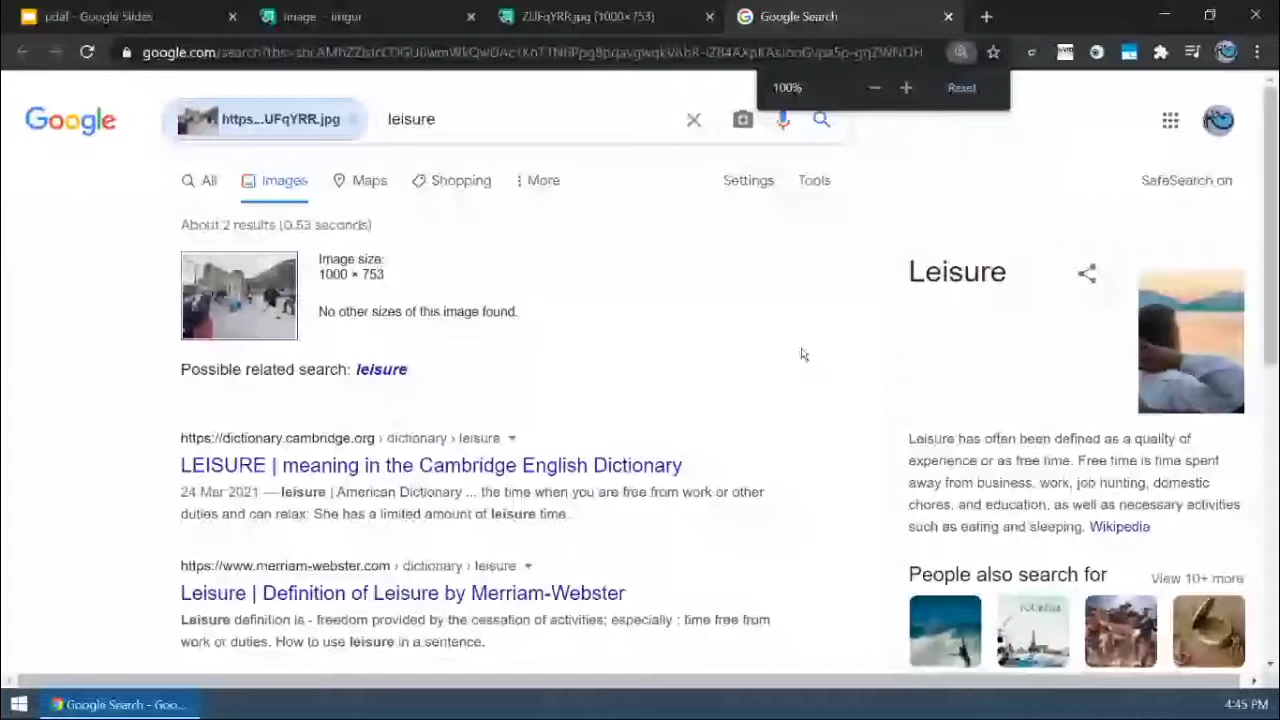 udaf - Google Slides
image - Imgur
ZUFqYRR.jpg (1000×753)
Google Search
100%
Reset
Google
https...UFqYRR.jpg
leisure
All
Images
Maps
Shopping
More
Settings
Tools
SafeSearch on
About 2 results (0.53 seconds)
Image size:
1000 × 753
No other sizes of this image found.
Possible related search: leisure
https://dictionary.cambridge.org › dictionary › leisure
LEISURE | meaning in the Cambridge English Dictionary
24 Mar 2021 — leisure | American Dictionary ... the time when you are free from work or other
duties and can relax: She has a limited amount of leisure time.
https://www.merriam-webster.com › dictionary › leisure
Leisure | Definition of Leisure by Merriam-Webster
Leisure definition is - freedom provided by the cessation of activities; especially : time free from
work or duties. How to use leisure in a sentence.
Leisure
Leisure has often been defined as a quality of
experience or as free time. Free time is time spent
away from business, work, job hunting, domestic
chores, and education, as well as necessary activities
such as eating and sleeping. Wikipedia
People also search for
View 10+ more
TOURISM
Google Search - Goo...
4:45 PM